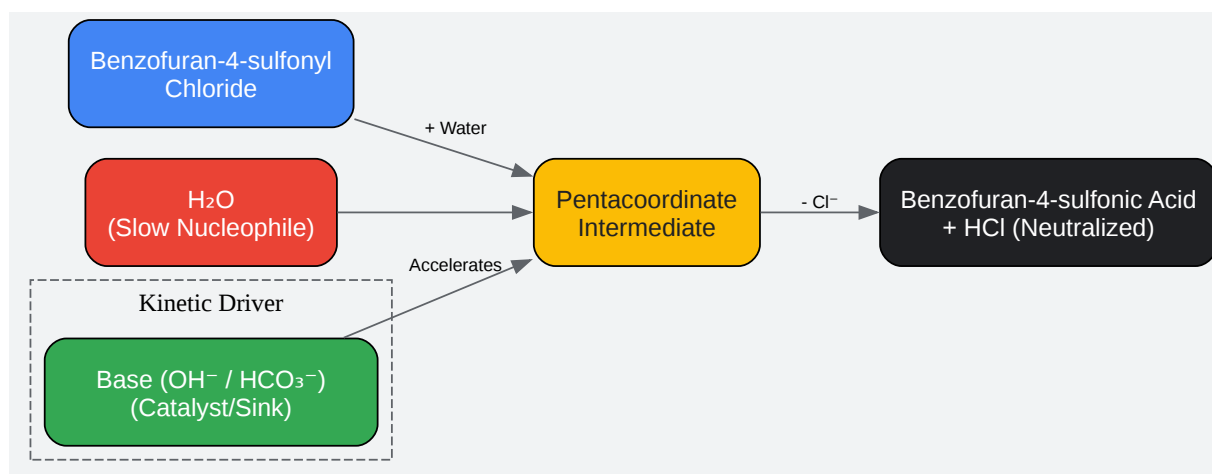 Benzofuran-4-sulfonyl
Chloride
+ Water
H₂O
(Slow Nucleophile)
Pentacoordinate
Intermediate
- Cl⁻
Benzofuran-4-sulfonic Acid
+ HCl (Neutralized)
Accelerates
Kinetic Driver
Base (OH⁻ / HCO₃⁻)
(Catalyst/Sink)